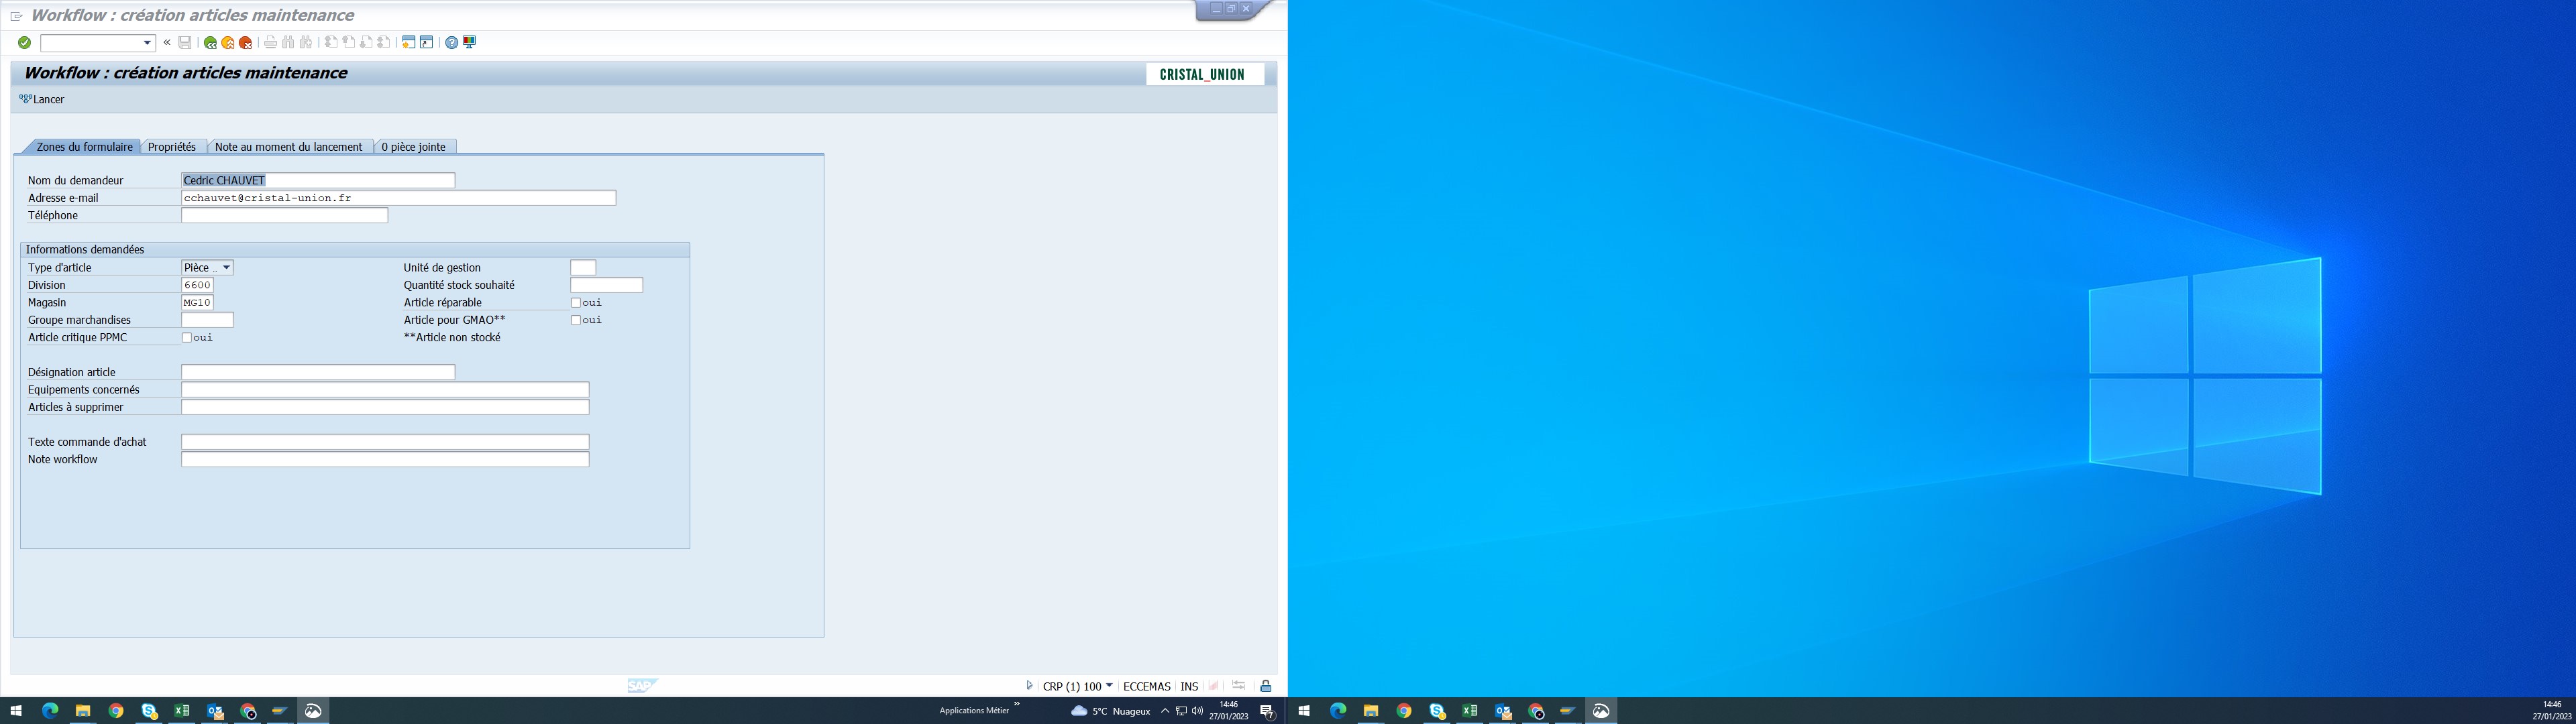 Workflow : création articles maintenance
Workflow : création articles maintenance
CRISTAL_UNION
Lancer
Zones du formulaire Propriétés Note au moment du lancement 0 pièce jointe
Nom du demandeur Cedric CHAUVET
Adresse e-mail cchauvet@cristal-union.fr
Téléphone
Informations demandées
Type d'article Pièce .. Unité de gestion
Division 6600 Quantité stock souhaité
Magasin MG10 Article réparable oui
Groupe marchandises Article pour GMAO** oui
Article critique PPMC oui **Article non stocké
Désignation article
Equipements concernés
Articles à supprimer
Texte commande d'achat
Note workflow
SAP
CRP (1) 100 ECCEMAS INS
Applications Métier » 5°C Nuageux 14:46
27/01/2023
7
14:46
27/01/2023